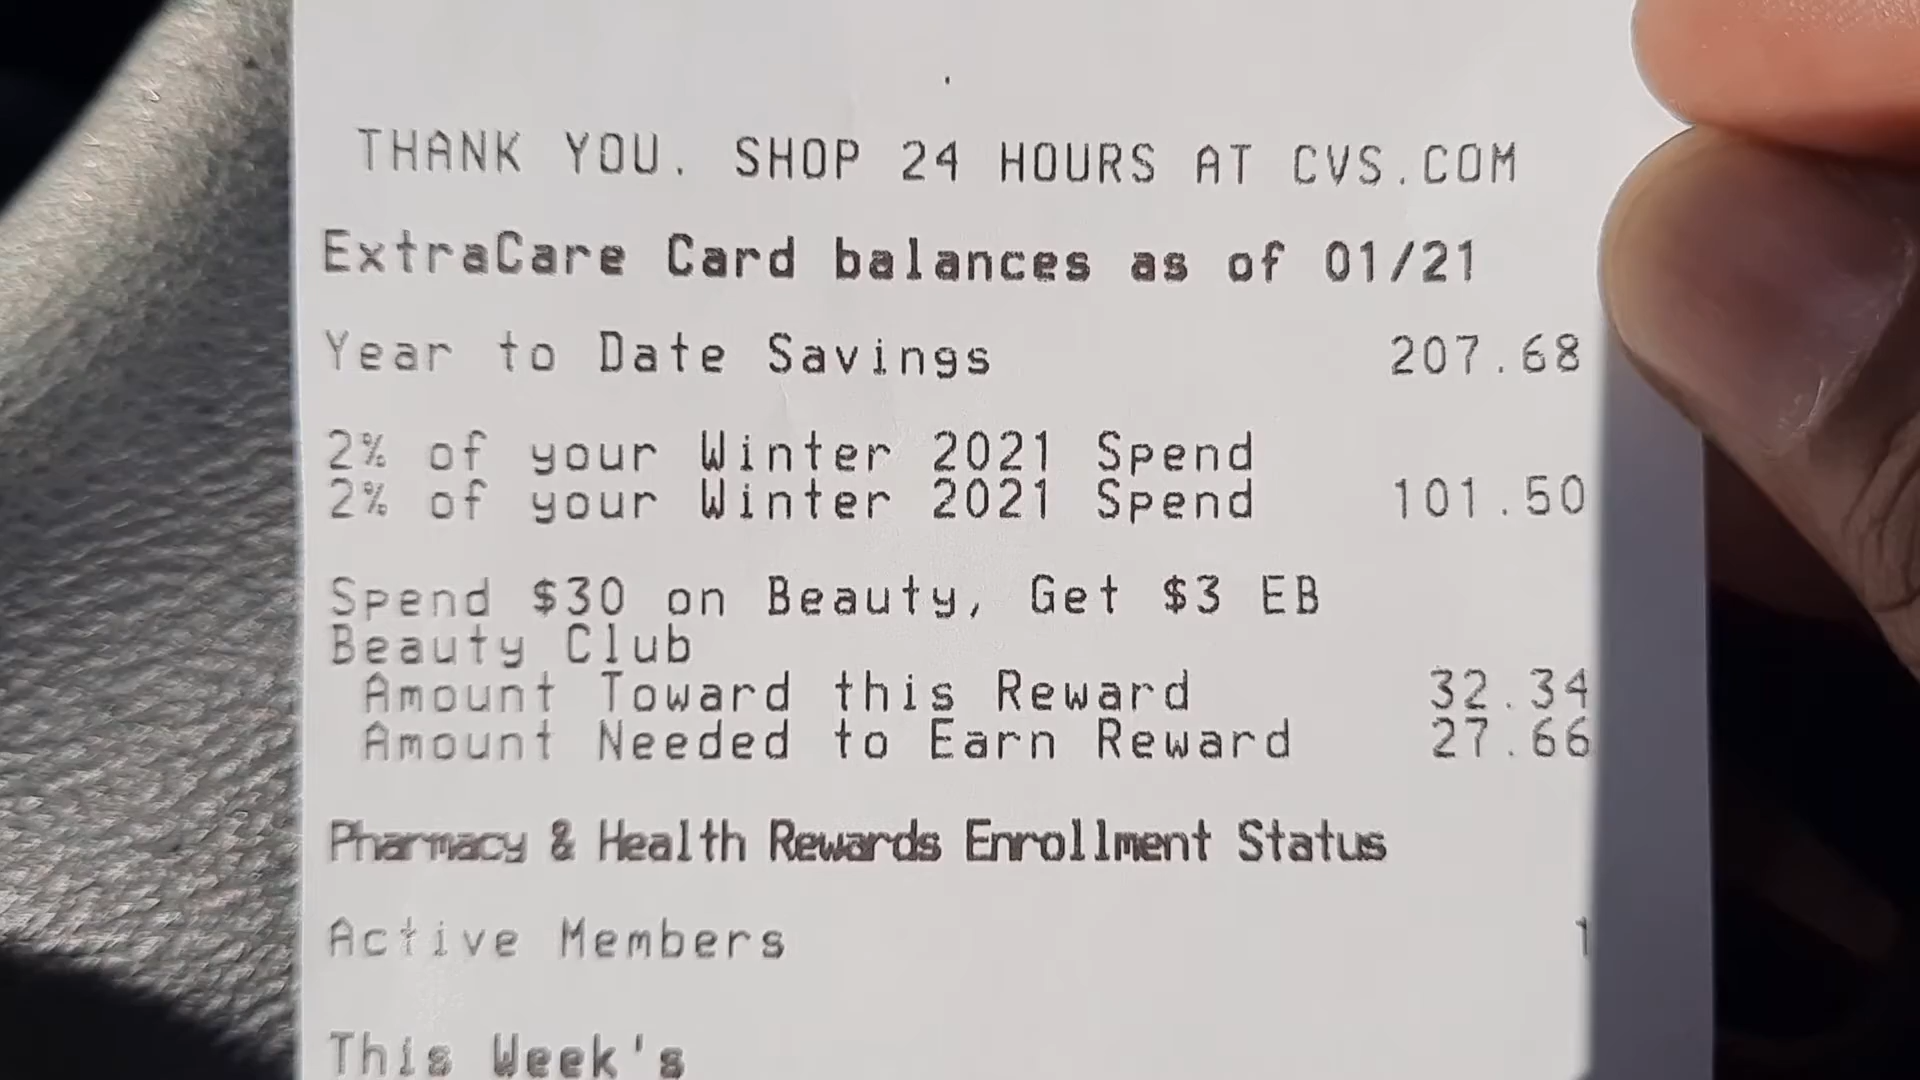 THANK YOU. SHOP 24 HOURS AT CVS.COM
ExtraCare Card balances as of 01/21
Year to Date Savings 207.68
2% of your Winter 2021 Spend
2% of your Winter 2021 Spend 101.50
Spend $30 on Beauty, Get $3 EB
Beauty Club
Amount Toward this Reward 32.34
Amount Needed to Earn Reward 27.66
Pharmacy & Health Rewards Enrollment Status
Active Members 1
This Week's